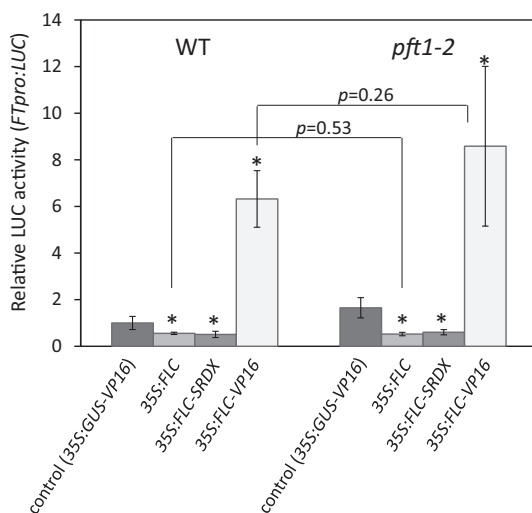 Relative LUC activity (FTpro:LUC)
14
12
10
8
6
4
2
0
WT
pft1-2
*
p=0.26
p=0.53
*
*
*
*
*
control (35S:GUS-VP16)
35S:FLC
35S:FLC-SRDX
35S:FLC-VP16
control (35S:GUS-VP16)
35S:FLC
35S:FLC-SRDX
35S:FLC-VP16